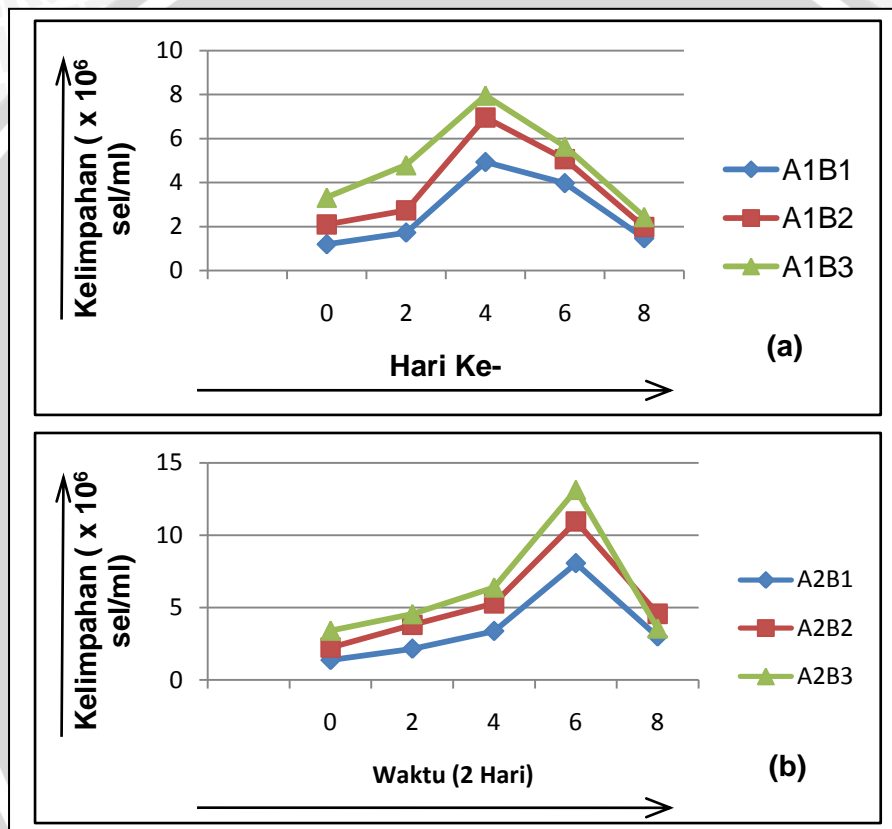 Kelimpahan ( x 10⁶
sel/ml)
10
8
6
4
2
0
0 2 4 6 8
Hari Ke-
A1B1
A1B2
A1B3
(a)
Kelimpahan ( x 10⁶
sel/ml)
15
10
5
0
0 2 4 6 8
Waktu (2 Hari)
A2B1
A2B2
A2B3
(b)